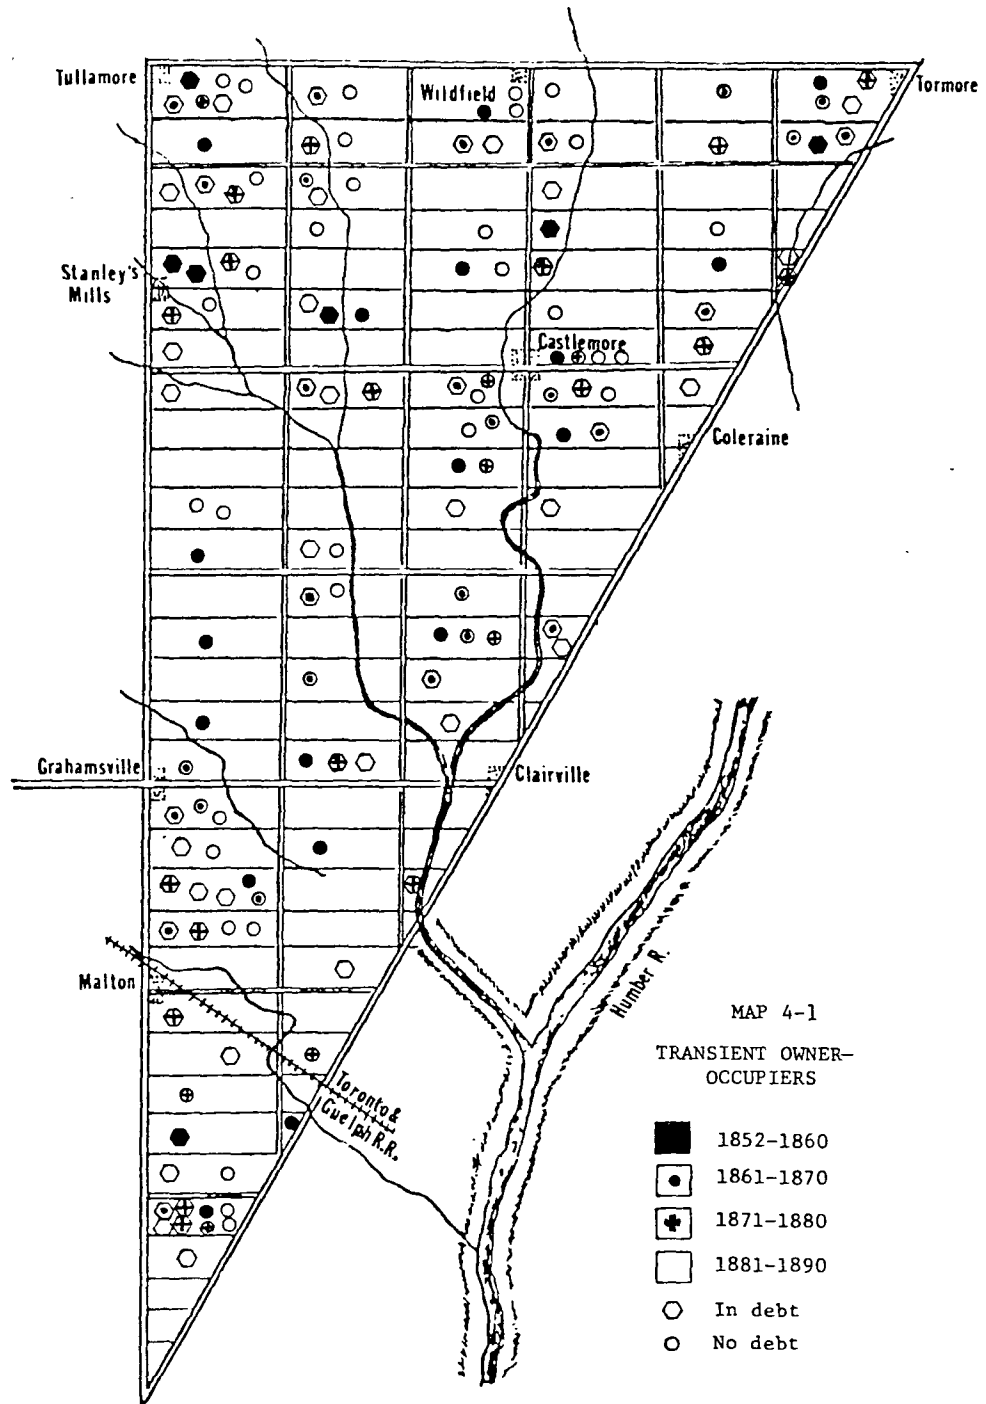 Tullamore
Wildfield
Tormore
Stanley's
Mills
Castlemore
Coleraine
Grahamsville
Clairville
Malton
Toronto &
Guelph R.R.
Humber R.
MAP 4-1
TRANSIENT OWNER-
OCCUPIERS
1852-1860
1861-1870
1871-1880
1881-1890
In debt
No debt